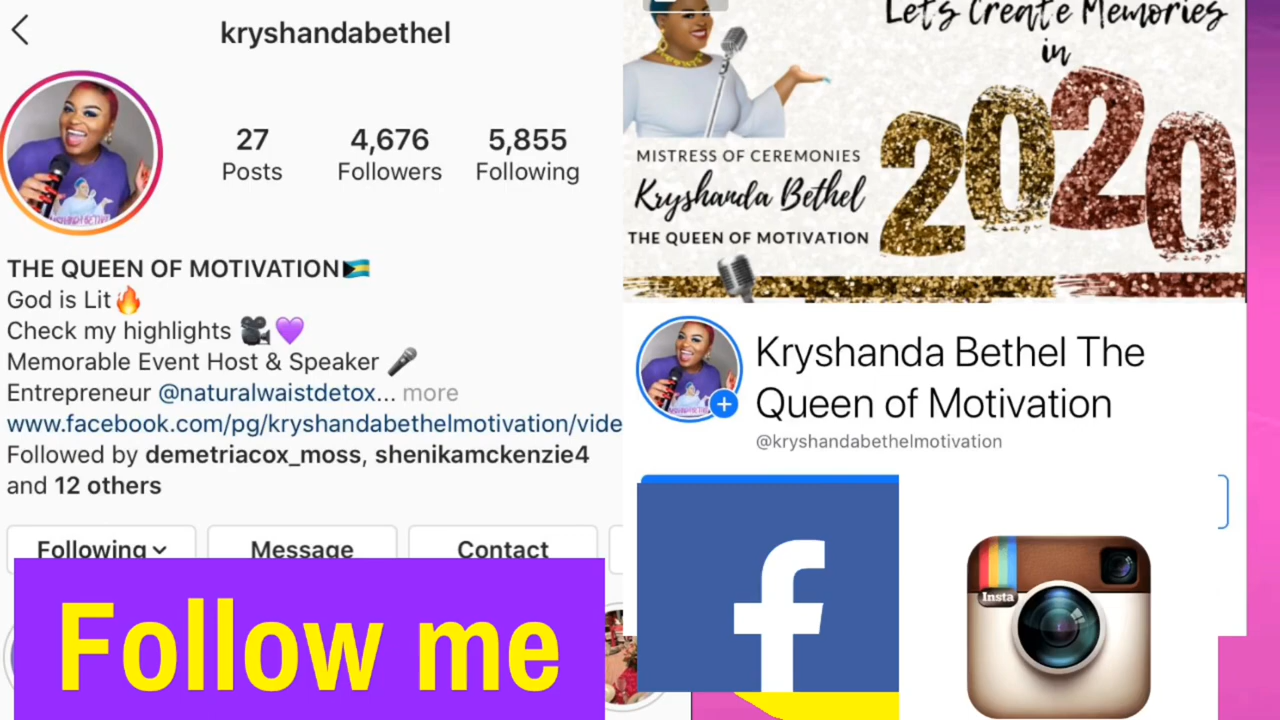 kryshandabethel
27
4,676
5,855
Posts
Followers
Following
THE QUEEN OF MOTIVATION🇧🇸
God is Lit🔥
Check my highlights 🎥💜
Memorable Event Host & Speaker 🎤
Entrepreneur @naturalwaistdetox... more
www.facebook.com/pg/kryshandabethelmotivation/vide
Followed by demetriacox_moss, shenikamckenzie4
and 12 others
Following
Message
Contact
Follow me
Let's Create Memories
in
2020
MISTRESS OF CEREMONIES
Kryshanda Bethel
THE QUEEN OF MOTIVATION
Kryshanda Bethel The
Queen of Motivation
@kryshandabethelmotivation
f
Insta